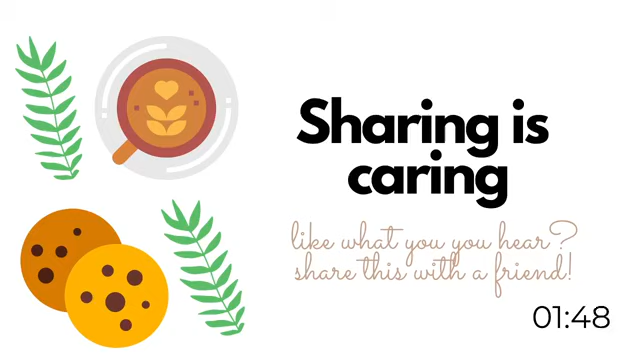 Sharing is
caring
like what you you hear?
share this with a friend!
01:48